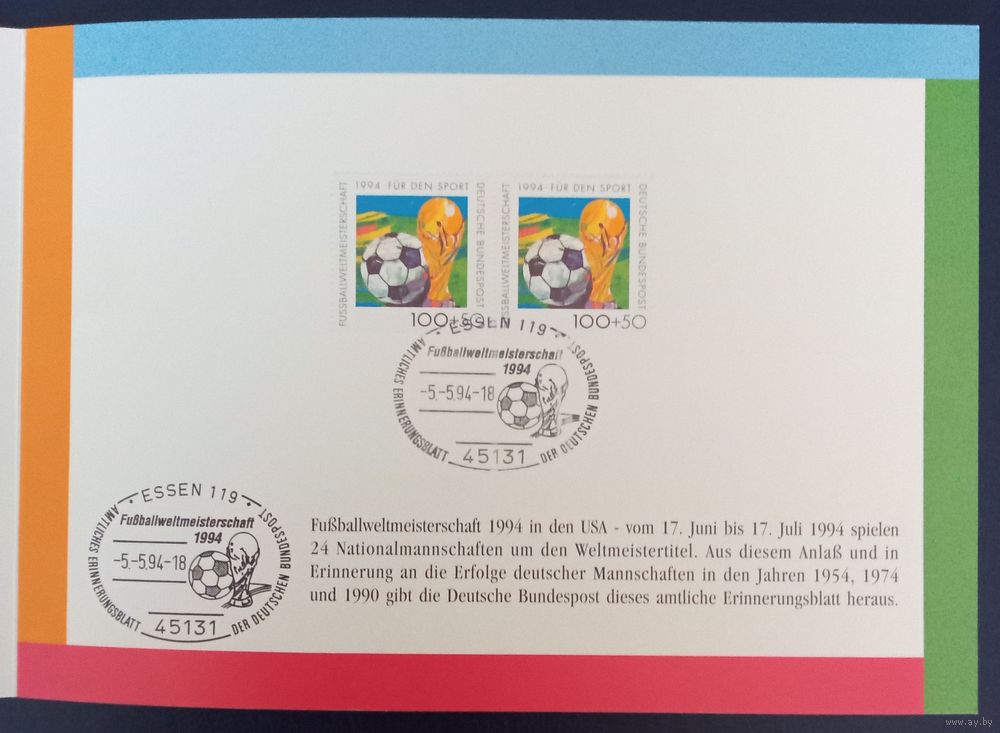 1994 · FÜR DEN SPORT
FUSSBALLWELTMEISTERSCHAFT
DEUTSCHE BUNDESPOST
100+50
1994 · FÜR DEN SPORT
FUSSBALLWELTMEISTERSCHAFT
DEUTSCHE BUNDESPOST
100+50
· ESSEN 119 ·
Fußballweltmeisterschaft
1994
-5.-5.94-18
45131
AMTLICHES ERINNERUNGSBLATT
DER DEUTSCHEN BUNDESPOST
· ESSEN 119 ·
Fußballweltmeisterschaft
1994
-5.-5.94-18
45131
AMTLICHES ERINNERUNGSBLATT
DER DEUTSCHEN BUNDESPOST
Fußballweltmeisterschaft 1994 in den USA - vom 17. Juni bis 17. Juli 1994 spielen
24 Nationalmannschaften um den Weltmeistertitel. Aus diesem Anlaß und in
Erinnerung an die Erfolge deutscher Mannschaften in den Jahren 1954, 1974
und 1990 gibt die Deutsche Bundespost dieses amtliche Erinnerungsblatt heraus.
www.ay.by